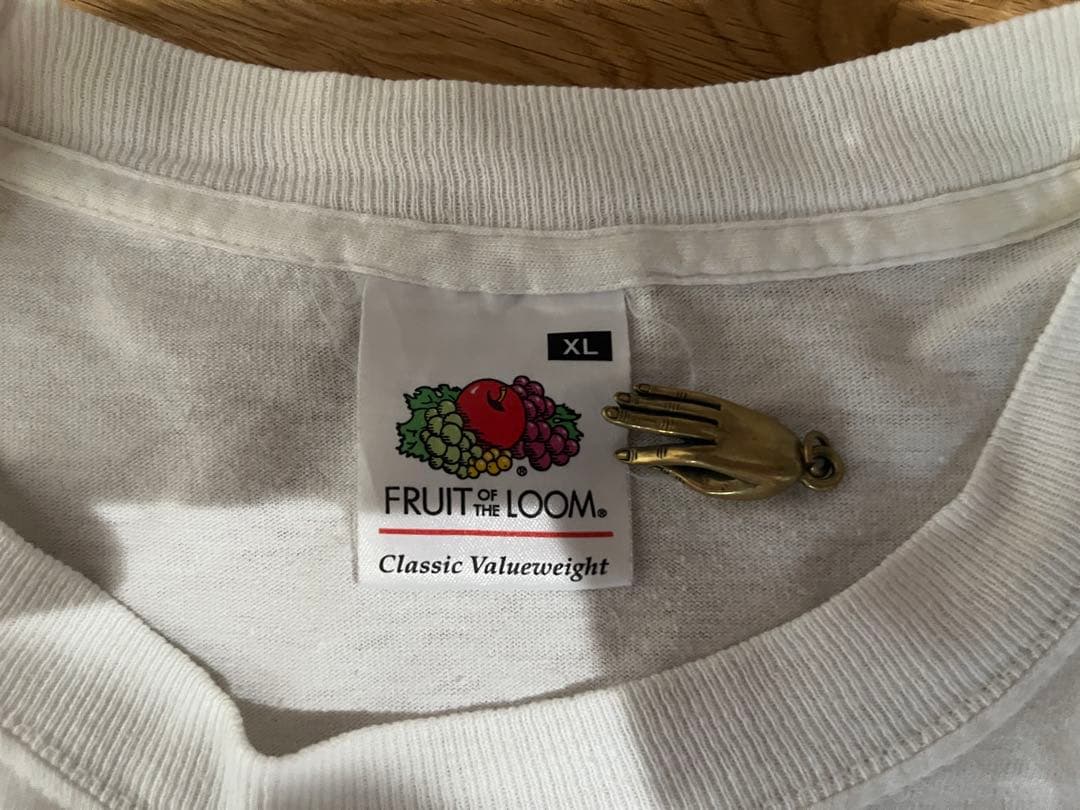 XL
®
FRUIT OF THE LOOM®
Classic Valueweight